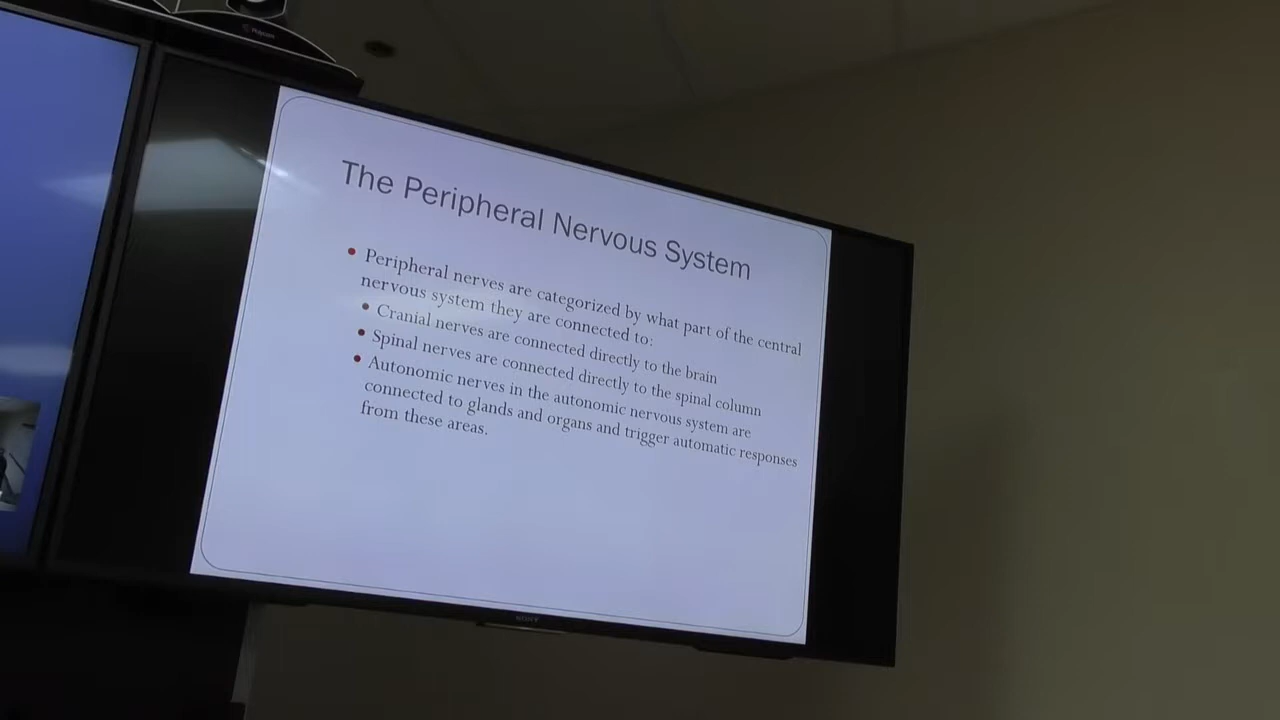 Polycom
The Peripheral Nervous System
• Peripheral nerves are categorized by what part of the central
nervous system they are connected to:
• Cranial nerves are connected directly to the brain
• Spinal nerves are connected directly to the spinal column
• Autonomic nerves in the autonomic nervous system are
connected to glands and organs and trigger automatic responses
from these areas.
SONY